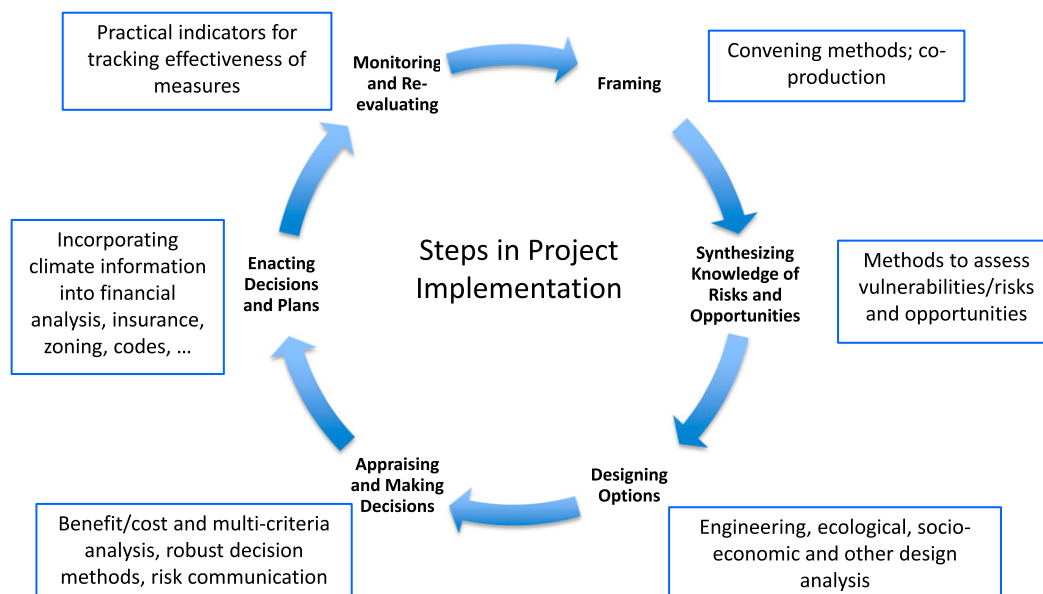 Practical indicators for
tracking effectiveness of
measures
Monitoring
and Re-
evaluating
Framing
Convening methods; co-
production
Incorporating
climate information
into financial
analysis, insurance,
zoning, codes, ...
Enacting
Decisions
and Plans
Steps in Project
Implementation
Synthesizing
Knowledge of
Risks and
Opportunities
Methods to assess
vulnerabilities/risks
and opportunities
Appraising
and Making
Decisions
Designing
Options
Benefit/cost and multi-criteria
analysis, robust decision
methods, risk communication
Engineering, ecological, socio-
economic and other design
analysis